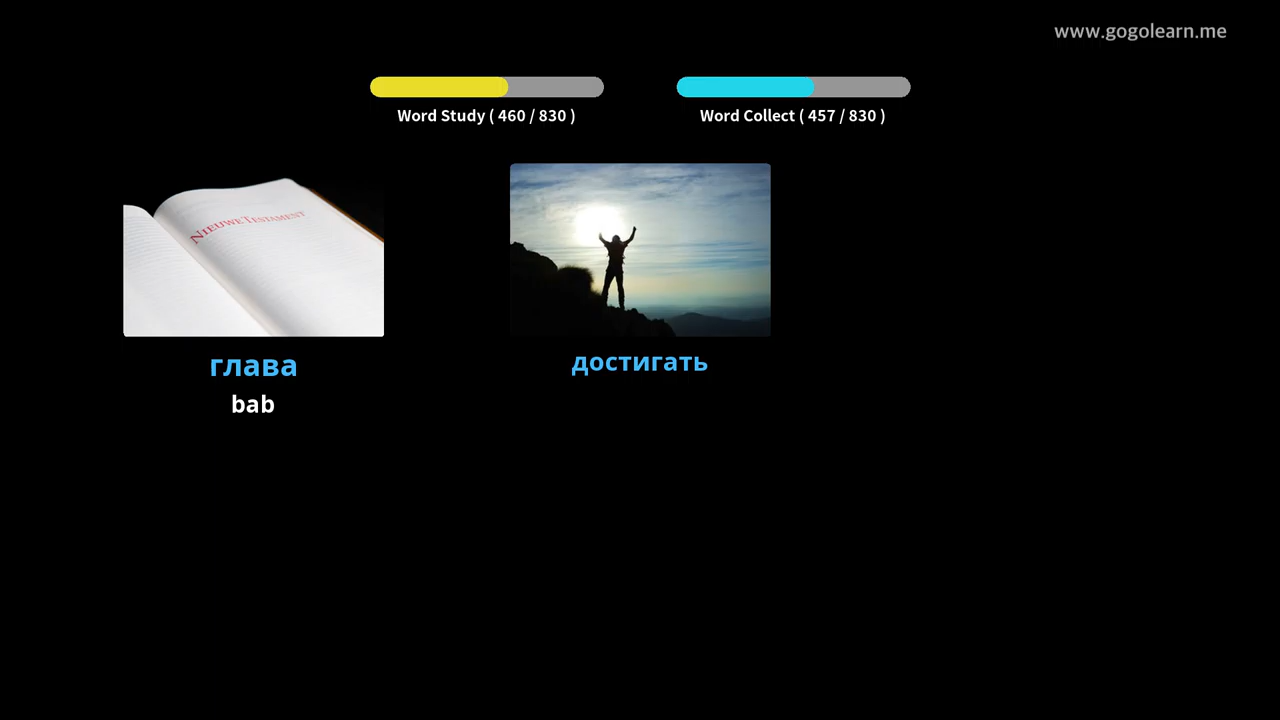 www.gogolearn.me
Word Study ( 460 / 830 )
Word Collect ( 457 / 830 )
NIEUWE TESTAMENT
глава
bab
достигать